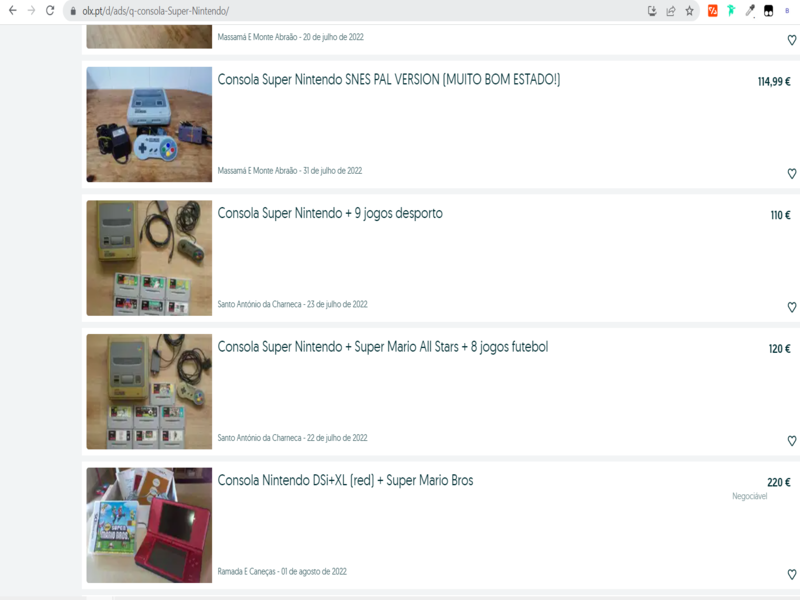 olx.pt/d/ads/q-consola-Super-Nintendo/
Massamá E Monte Abraão - 20 de julho de 2022
Consola Super Nintendo SNES PAL VERSION (MUITO BOM ESTADO!)
114,99 €
Massamá E Monte Abraão - 31 de julho de 2022
Consola Super Nintendo + 9 jogos desporto
110 €
Santo António da Charneca - 23 de julho de 2022
Consola Super Nintendo + Super Mario All Stars + 8 jogos futebol
120 €
Santo António da Charneca - 22 de julho de 2022
Consola Nintendo DSi+XL (red) + Super Mario Bros
220 €
Negociável
SUPER
MARIO BROS.
Ramada E Caneças - 01 de agosto de 2022